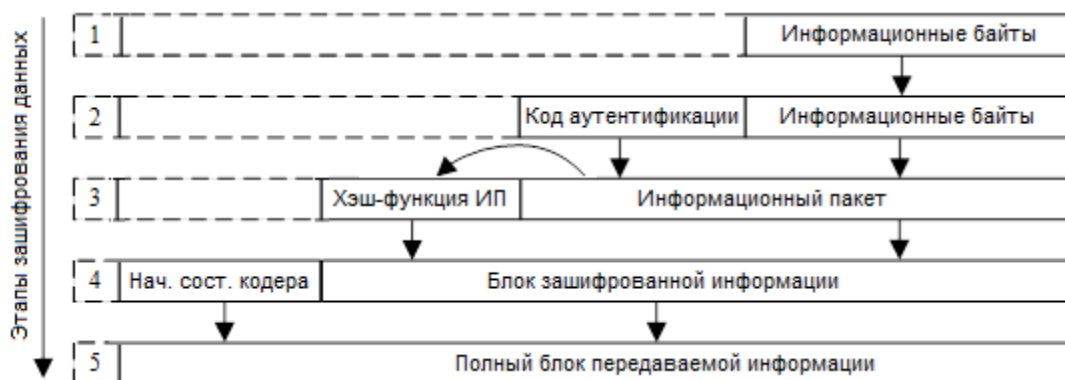 Этапы зашифрования данных
1 Информационные байты
2 Код аутентификации Информационные байты
3 Хэш-функция ИП Информационный пакет
4 Нач. сост. кодера Блок зашифрованной информации
5 Полный блок передаваемой информации